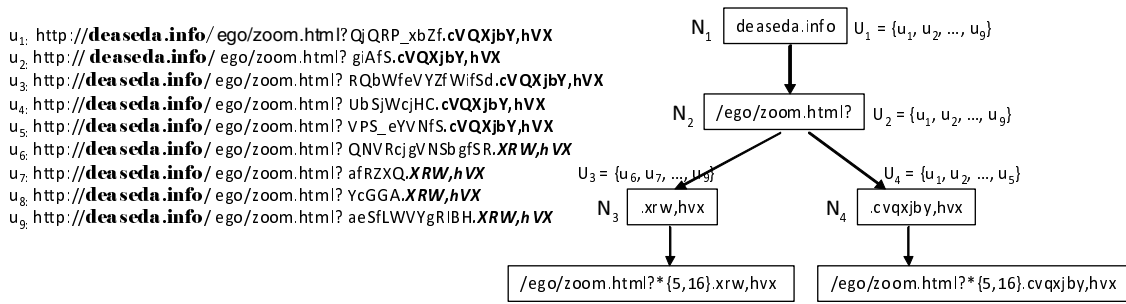 u1: http://deaseda.info/ego/zoom.html?QjQRP_xbZf.cVQXjbY,hVX
u2: http:// deaseda.info/ ego/zoom.html? giAfS.cVQXjbY,hVX
u3: http://deaseda.info/ ego/zoom.html? RQbWfeVYZfWifSd.cVQXjbY,hVX
u4: http://deaseda.info/ ego/zoom.html? UbSjWcjHC.cVQXjbY,hVX
u5: http://deaseda.info/ ego/zoom.html? VPS_eYVNfS.cVQXjbY,hVX
u6: http://deaseda.info/ ego/zoom.html? QNVRcjgVNSbgfSR.XRW,hVX
u7: http://deaseda.info/ ego/zoom.html? afRZXQ.XRW,hVX
u8: http://deaseda.info/ ego/zoom.html? YcGGA.XRW,hVX
u9: http://deaseda.info/ ego/zoom.html? aeSfLWVYgRIBH.XRW,hVX
N1 deaseda.info U1 = {u1, u2, ..., u9}
N2 /ego/zoom.html? U2 = {u1, u2, ..., u9}
U3 = {u6, u7, ..., u9} U4 = {u1, u2, ..., u5}
N3 .xrw,hvx N4 .cvqxjby,hvx
/ego/zoom.html?*{5,16}.xrw,hvx /ego/zoom.html?*{5,16}.cvqxjby,hvx